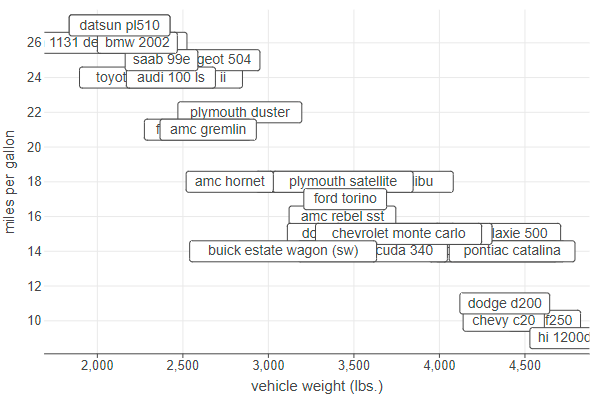 datsun pl510
26
1131 de
bmw 2002
saab 99e
geot 504
24
toyot
audi 100 ls
ii
22
plymouth duster
amc gremlin
miles per gallon
20
18
amc hornet
plymouth satellite
ibu
ford torino
16
amc rebel sst
chevrolet monte carlo
laxie 500
14
buick estate wagon (sw)
cuda 340
pontiac catalina
12
dodge d200
10
chevy c20
f250
hi 1200d
2,000
2,500
3,000
3,500
4,000
4,500
vehicle weight (lbs.)